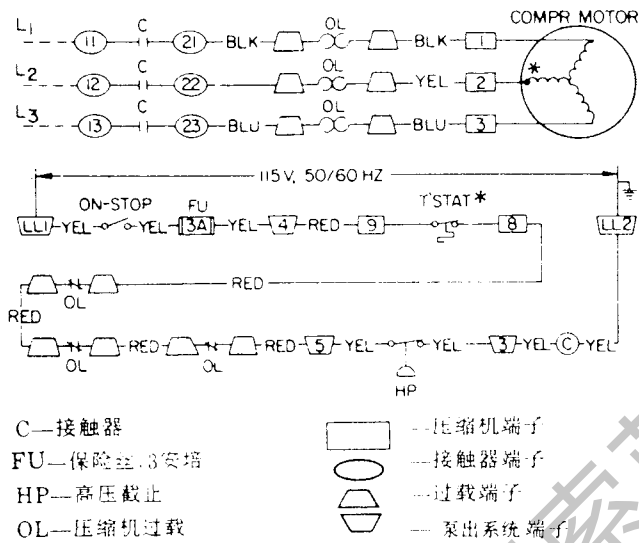 COMPR MOTOR
L1 11 C 21 BLK OL BLK 1
L2 12 C 22 OL YEL 2 *
L3 13 C 23 BLU OL BLU 3
115V, 50/60 HZ
ON-STOP FU T'STAT*
LL1 YEL YEL 3A YEL 4 RED 9 8 LL2
RED
OL
RED
RED RED 5 YEL YEL 3 YEL C YEL
OL OL HP
C—接触器 —压缩机端子
FU—保险丝.3安培 —接触器端子
HP—高压截止 —过载端子
OL—压缩机过载 —泵出系统端子